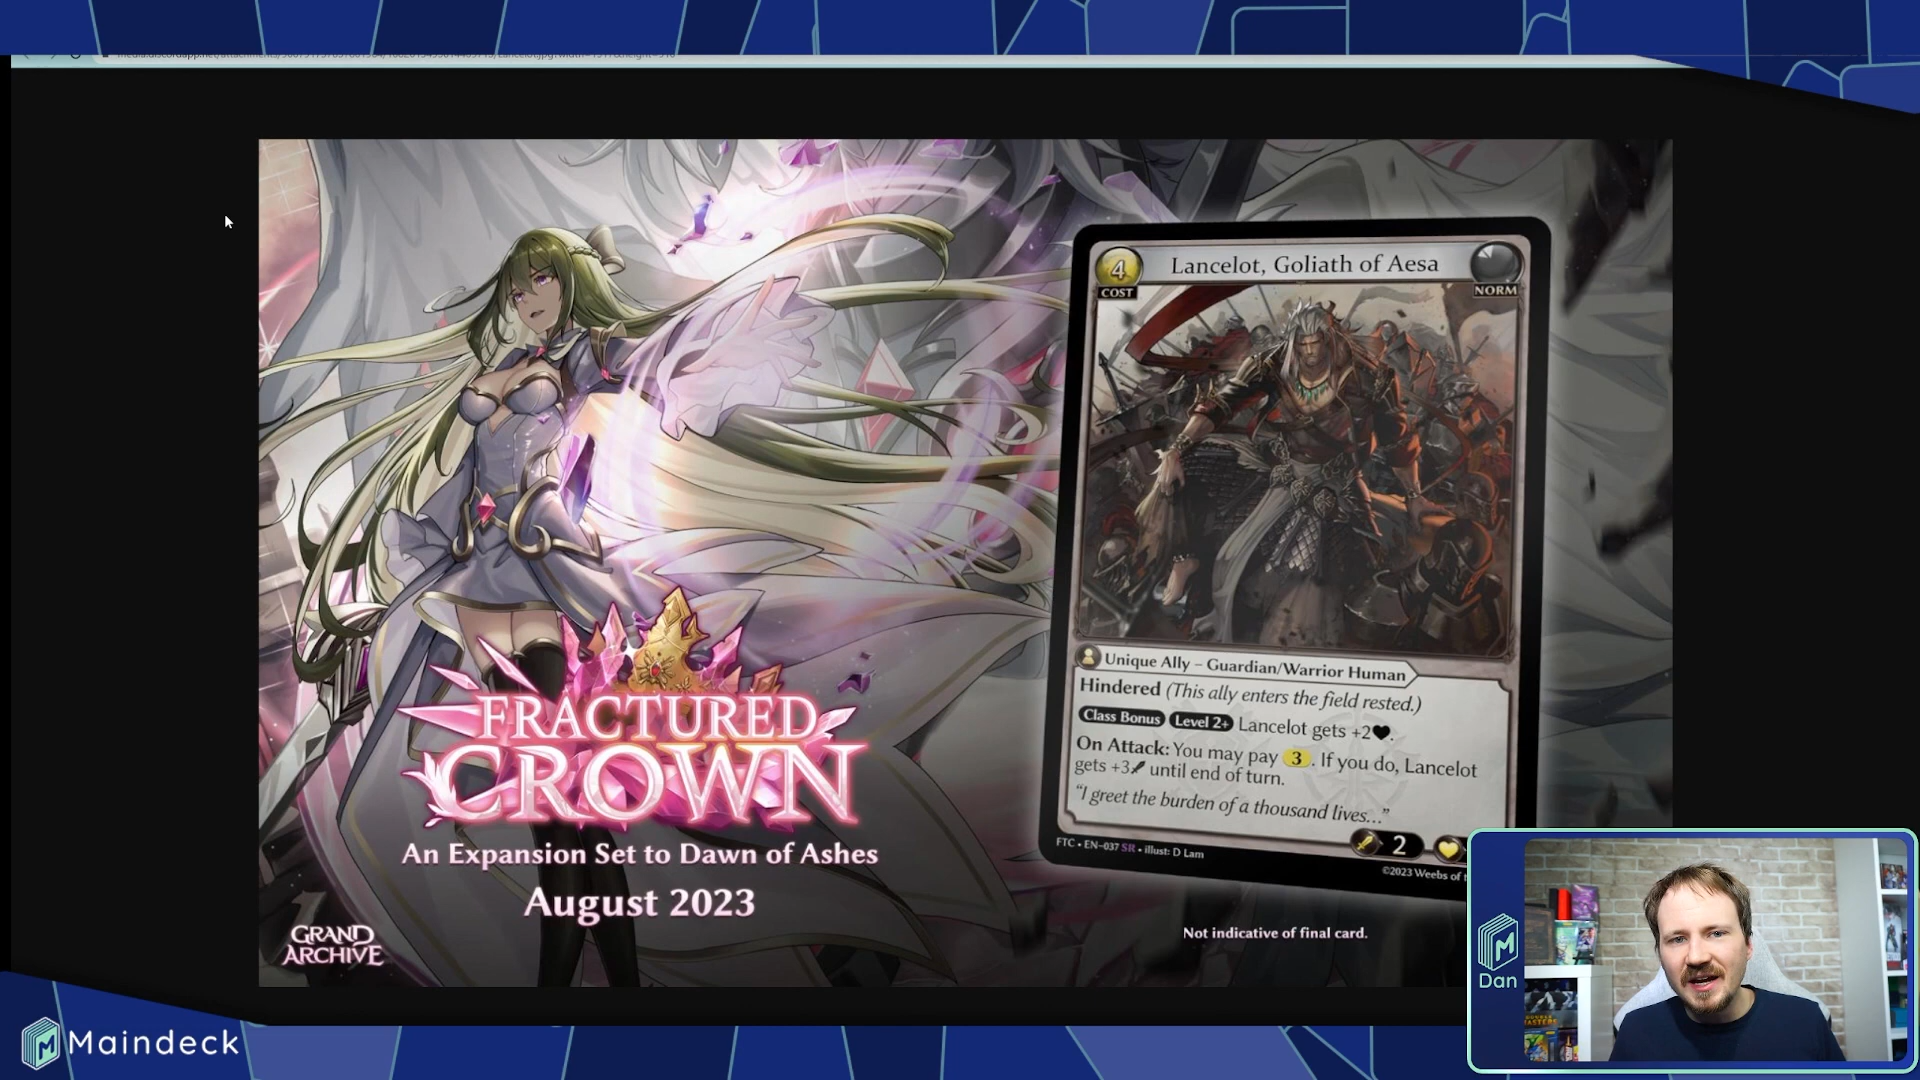 4
COST
Lancelot, Goliath of Aesa
NORM
Unique Ally – Guardian/Warrior Human
Hindered (This ally enters the field rested.)
Class Bonus Level 2+ Lancelot gets +2
On Attack: You may pay 3. If you do, Lancelot
gets +3 until end of turn.
"I greet the burden of a thousand lives..."
2
FTC • EN-037 SR • illust: D Lam
©2023 Weebs of
Not indicative of final card.
FRACTURED
CROWN
An Expansion Set to Dawn of Ashes
August 2023
GRAND
ARCHIVE
Dan
Maindeck